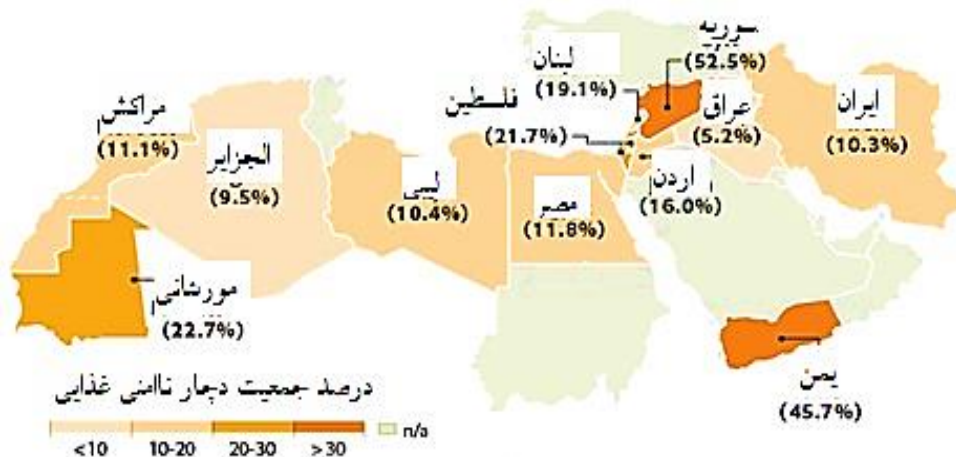 سوریه
(52.5%)
لبنان
(19.1%)
فلسطین
(21.7%)
عراق
(5.2%)
ایران
(10.3%)
مراکش
(11.1%)
الجزایر
(9.5%)
لیبی
(10.4%)
مصر
(11.8%)
اردن
(16.0%)
موریتانی
(22.7%)
یمن
(45.7%)
درصد جمعیت دچار ناامنی غذایی
n/a
<10 10-20 20-30 >30